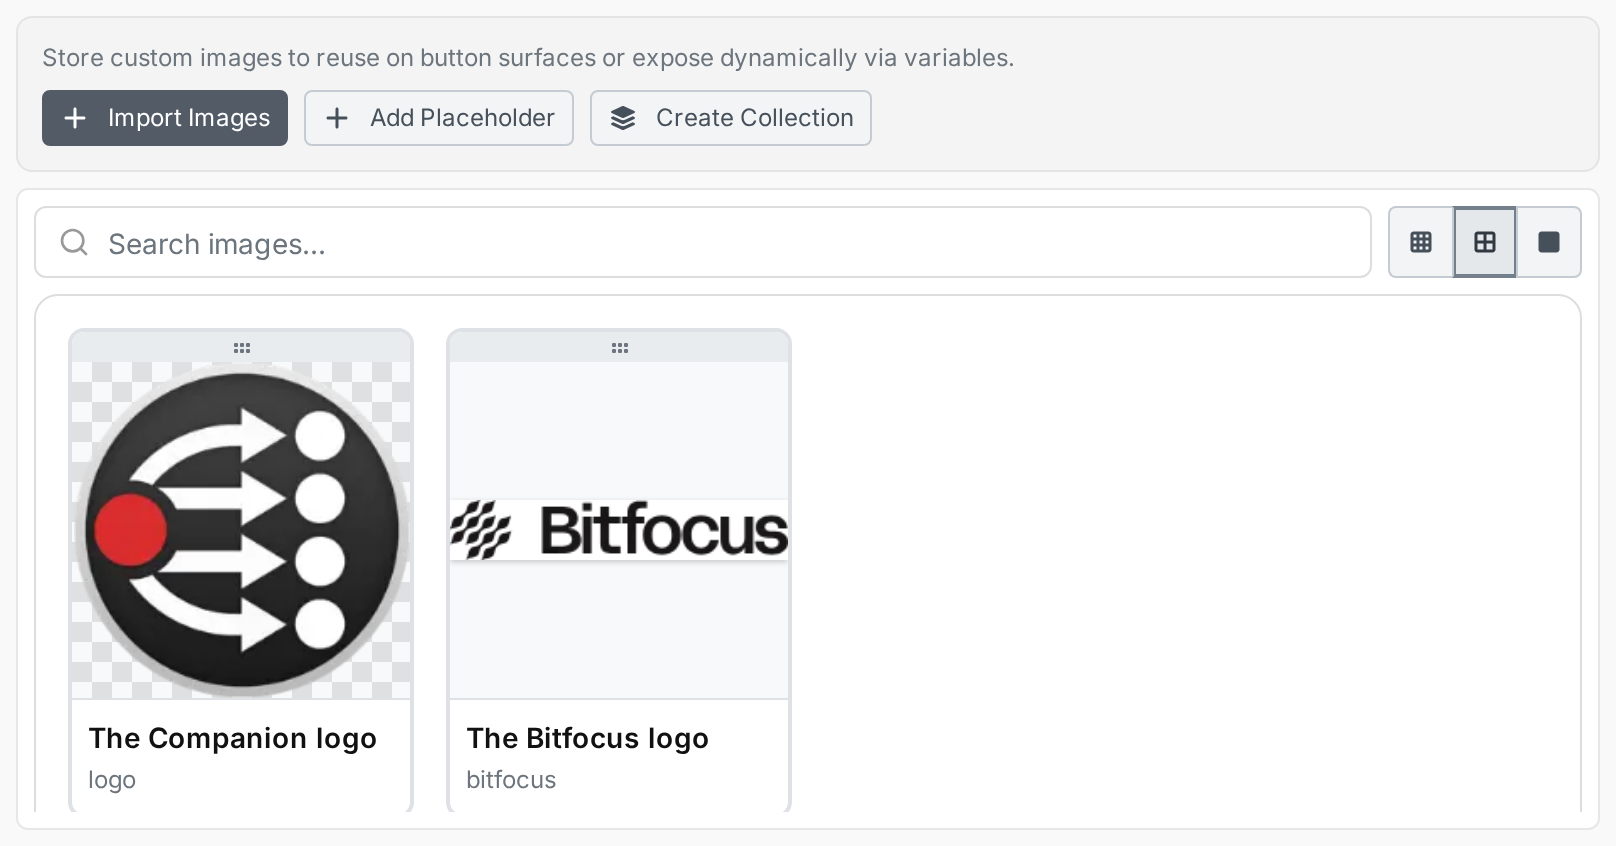 Store custom images to reuse on button surfaces or expose dynamically via variables.
Import Images
Add Placeholder
Create Collection
Search images...
Bitfocus
The Companion logo
logo
The Bitfocus logo
bitfocus